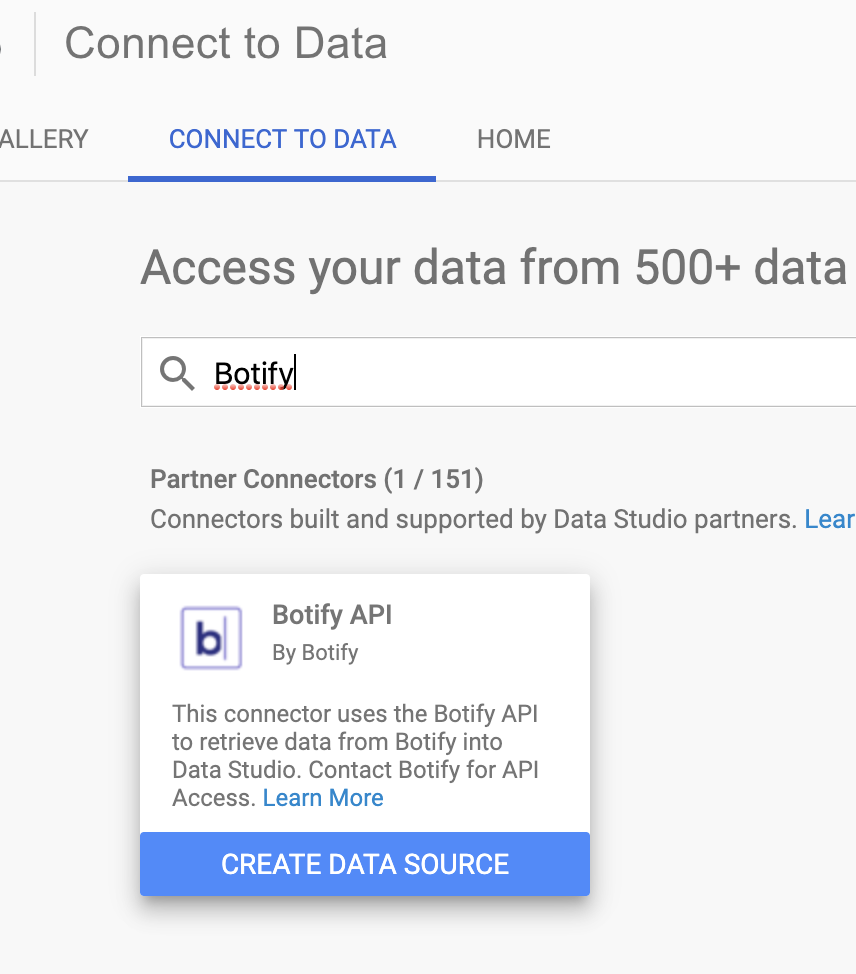 Connect to Data
ALLERY CONNECT TO DATA HOME
Access your data from 500+ data
Botify
Partner Connectors (1 / 151)
Connectors built and supported by Data Studio partners. Lear
b
Botify API
By Botify
This connector uses the Botify API
to retrieve data from Botify into
Data Studio. Contact Botify for API
Access. Learn More
CREATE DATA SOURCE